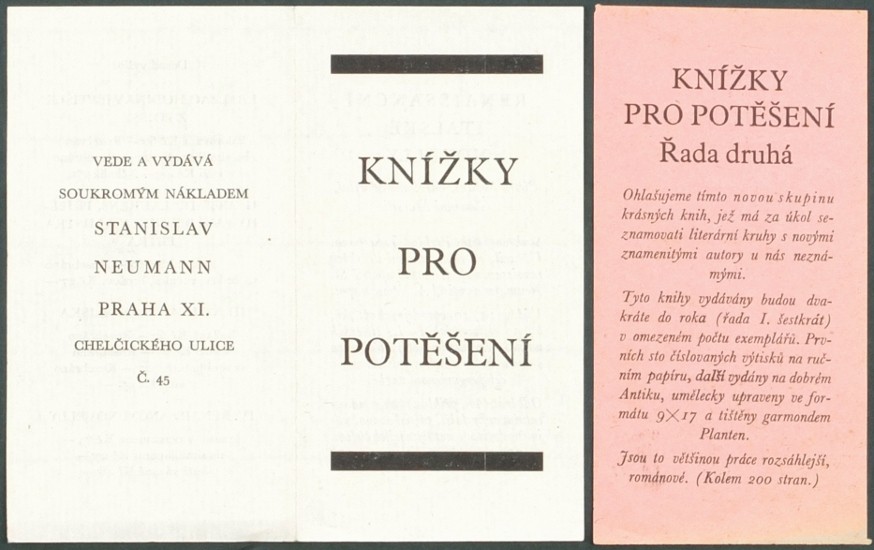 VEDE A VYDÁVÁ
SOUKROMÝM NÁKLADEM
STANISLAV
NEUMANN
PRAHA XI.
CHELČICKÉHO ULICE
Č. 45
KNÍŽKY
PRO
POTĚŠENÍ
KNÍŽKY
PRO POTĚŠENÍ
Řada druhá
Ohlašujeme tímto novou skupinu
krásných knih, jež má za úkol se-
znamovati literární kruhy s novými
znamenitými autory u nás nezná-
mými.
Tyto knihy vydávány budou dva-
kráte do roka (řada I. šestkrát)
v omezeném počtu exemplářů. Prv-
ních sto číslovaných výtisků na ruč-
ním papíru, další vydány na dobrém
Antiku, umělecky upraveny ve for-
mátu 9×17 a tištěny garmondem
Planten.
Jsou to většinou práce rozsáhlejší,
románové. (Kolem 200 stran.)